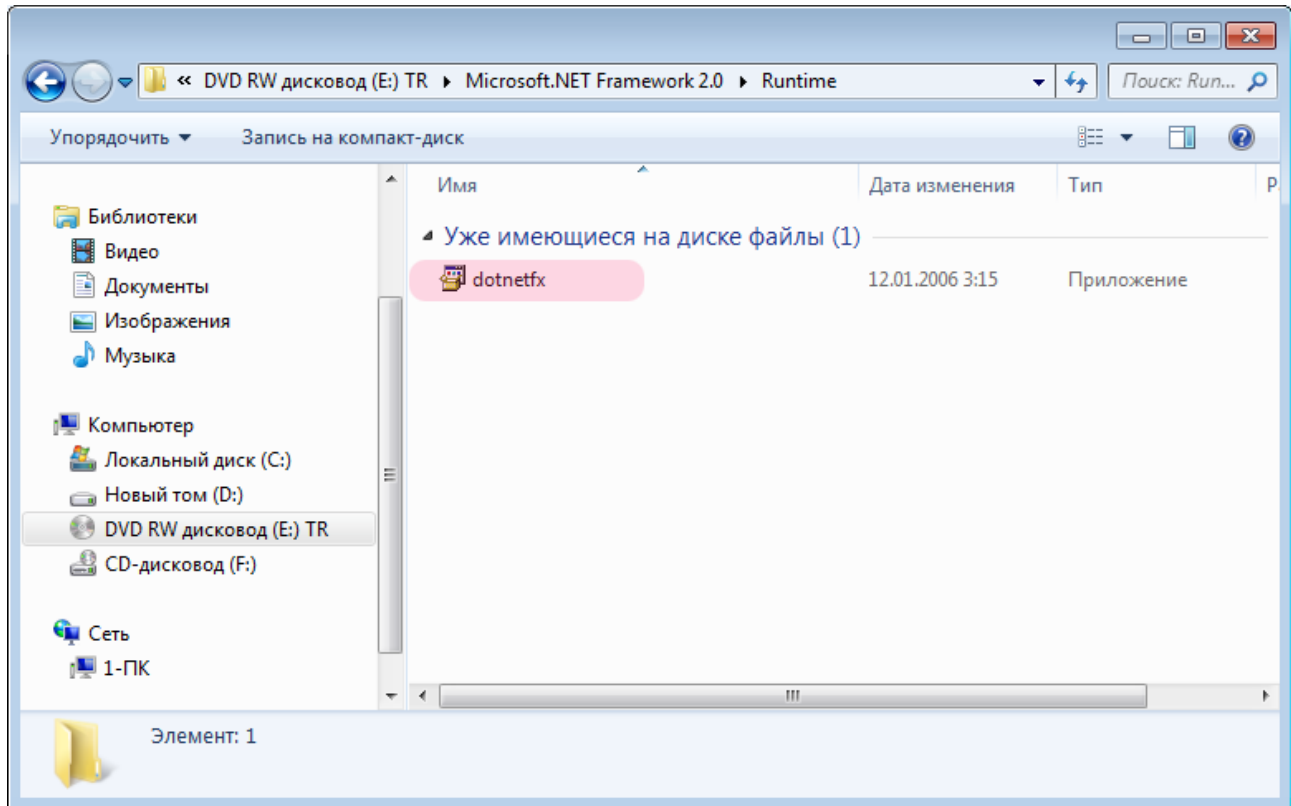 « DVD RW дисковод (E:) TR Microsoft.NET Framework 2.0 Runtime
Поиск: Run...
Упорядочить Запись на компакт-диск
Имя Дата изменения Тип Р
Библиотеки
Видео
Документы
Изображения
Музыка
Компьютер
Локальный диск (C:)
Новый том (D:)
DVD RW дисковод (E:) TR
CD-дисковод (F:)
Сеть
1-ПК
Уже имеющиеся на диске файлы (1)
dotnetfx 12.01.2006 3:15 Приложение
Элемент: 1